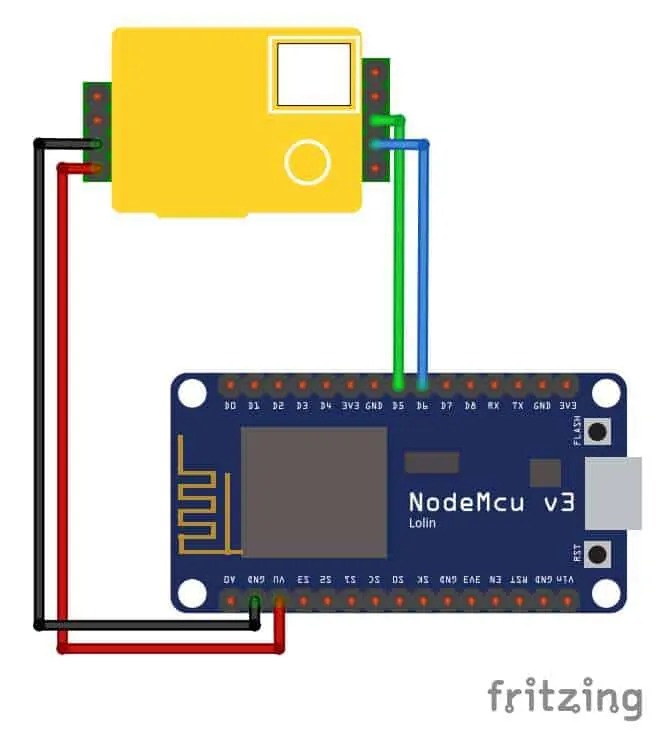 D0 D1 D2 D3 D4 3V3 GND D5 D6 D7 D8 RX TX GND 3V3
FLASH
NodeMcu v3
Lolin
RST
A0 GND VU S3 S2 S1 SC SO SK GND 3V3 EN RST GND Vin
fritzing